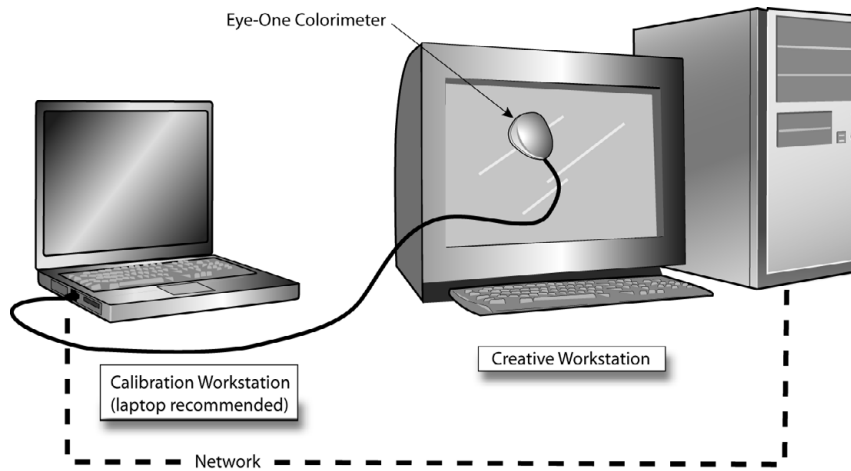 Eye-One Colorimeter
Creative Workstation
Calibration Workstation
(laptop recommended)
Network